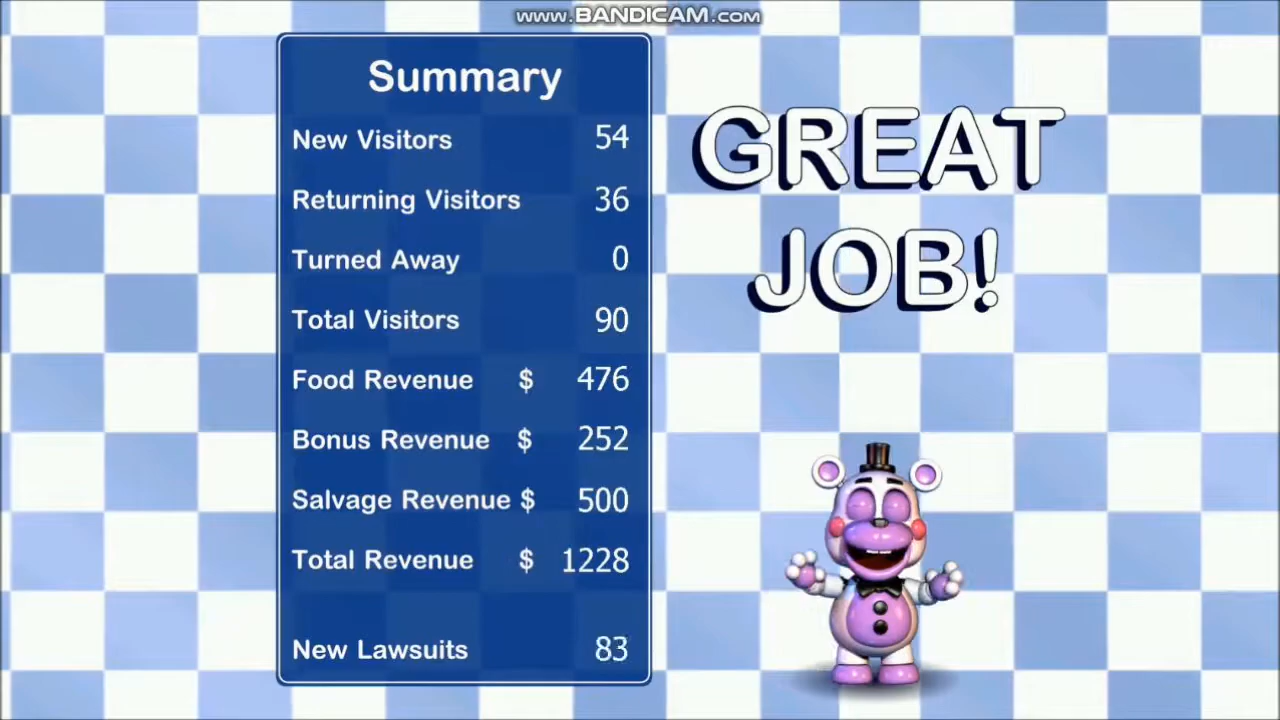 www.BANDICAM.com
Summary
New Visitors 54
Returning Visitors 36
Turned Away 0
Total Visitors 90
Food Revenue $ 476
Bonus Revenue $ 252
Salvage Revenue $ 500
Total Revenue $ 1228
New Lawsuits 83
GREAT
JOB!